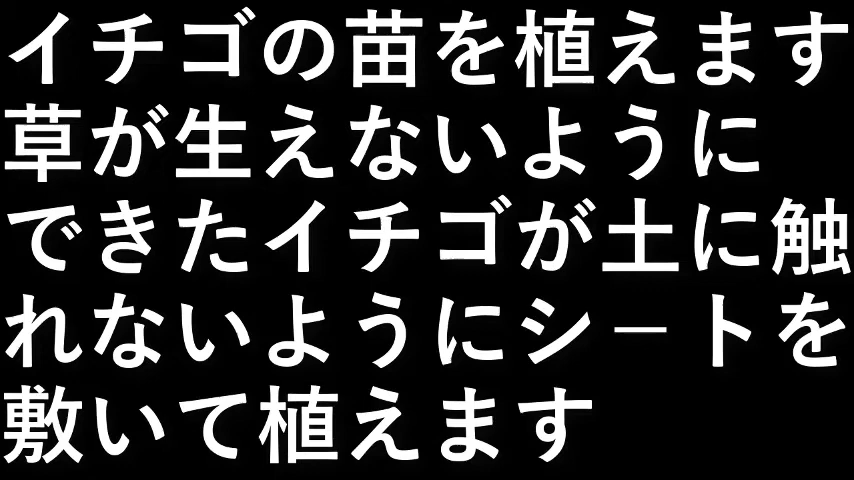 イチゴの苗を植えます
草が生えないように
できたイチゴが土に触
れないようにシートを
敷いて植えます